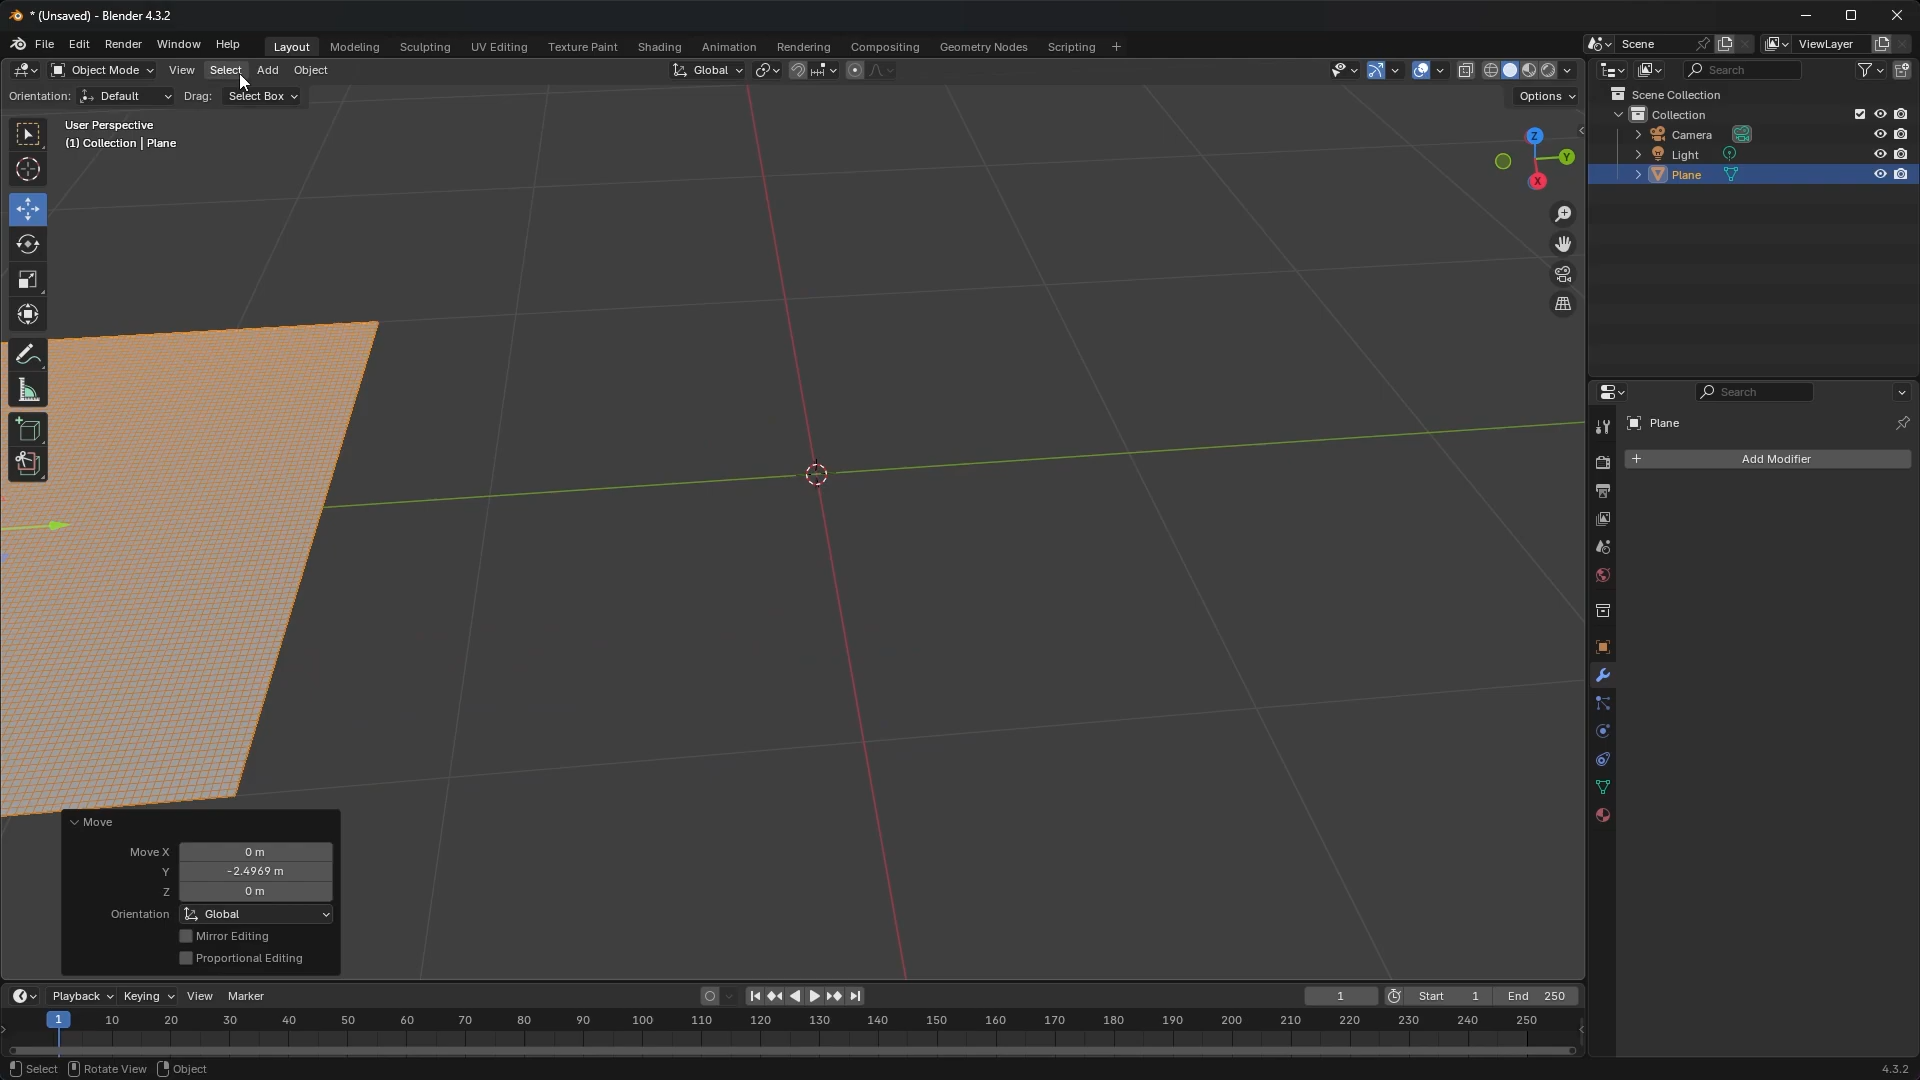 * (Unsaved) - Blender 4.3.2
File Edit Render Window Help Layout Modeling Sculpting UV Editing Texture Paint Shading Animation Rendering Compositing Geometry Nodes Scripting + Scene ViewLayer
Object Mode View Select Add Object Global Search
Orientation: Default Drag: Select Box Options
Scene Collection
Collection
Camera
Light
Plane
User Perspective
(1) Collection | Plane
Z
Y
X
Search
Plane
+ Add Modifier
Move
Move X 0 m
Y -2.4969 m
Z 0 m
Orientation Global
Mirror Editing
Proportional Editing
Playback Keying View Marker 1 Start 1 End 250
1 10 20 30 40 50 60 70 80 90 100 110 120 130 140 150 160 170 180 190 200 210 220 230 240 250
Select Rotate View Object 4.3.2